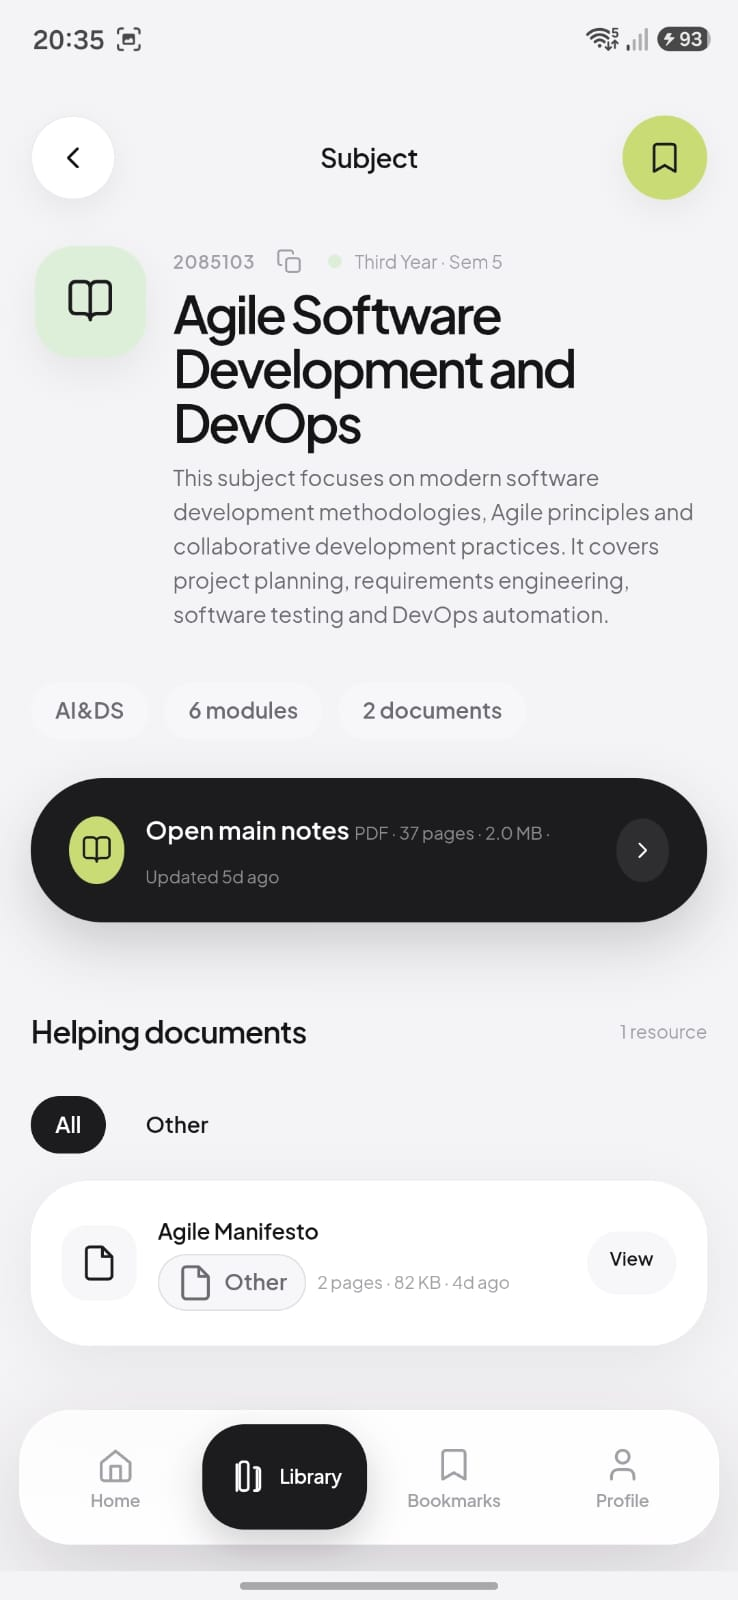 20:35
5
93
Subject
2085103 Third Year · Sem 5
Agile Software
Development and
DevOps
This subject focuses on modern software
development methodologies, Agile principles and
collaborative development practices. It covers
project planning, requirements engineering,
software testing and DevOps automation.
AI&DS 6 modules 2 documents
Open main notes PDF · 37 pages · 2.0 MB ·
Updated 5d ago
Helping documents 1 resource
All Other
Agile Manifesto
View
Other 2 pages · 82 KB · 4d ago
Home Library Bookmarks Profile